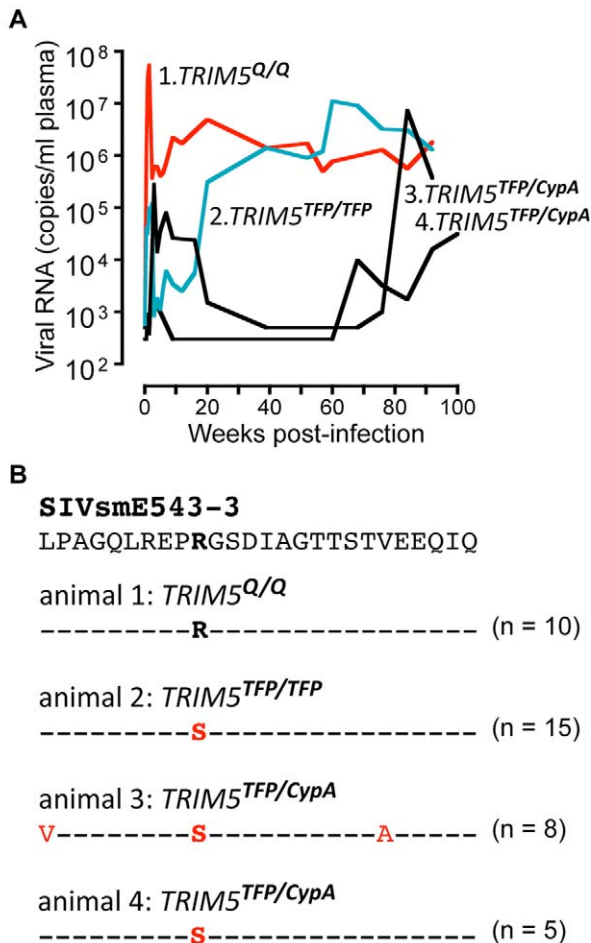 A
Viral RNA (copies/ml plasma)
10^8
10^7
10^6
10^5
10^4
10^3
10^2
1.TRIM5^Q/Q
2.TRIM5^TFP/TFP
3.TRIM5^TFP/CypA
4.TRIM5^TFP/CypA
0 20 40 60 80 100
Weeks post-infection
B
SIVsmE543-3
LPAGQLREPRGSDIAGTTSTVEEQIQ
animal 1: TRIM5^Q/Q
---------R---------------- (n = 10)
animal 2: TRIM5^TFP/TFP
---------S---------------- (n = 15)
animal 3: TRIM5^TFP/CypA
V--------S----------A----- (n = 8)
animal 4: TRIM5^TFP/CypA
---------S---------------- (n = 5)